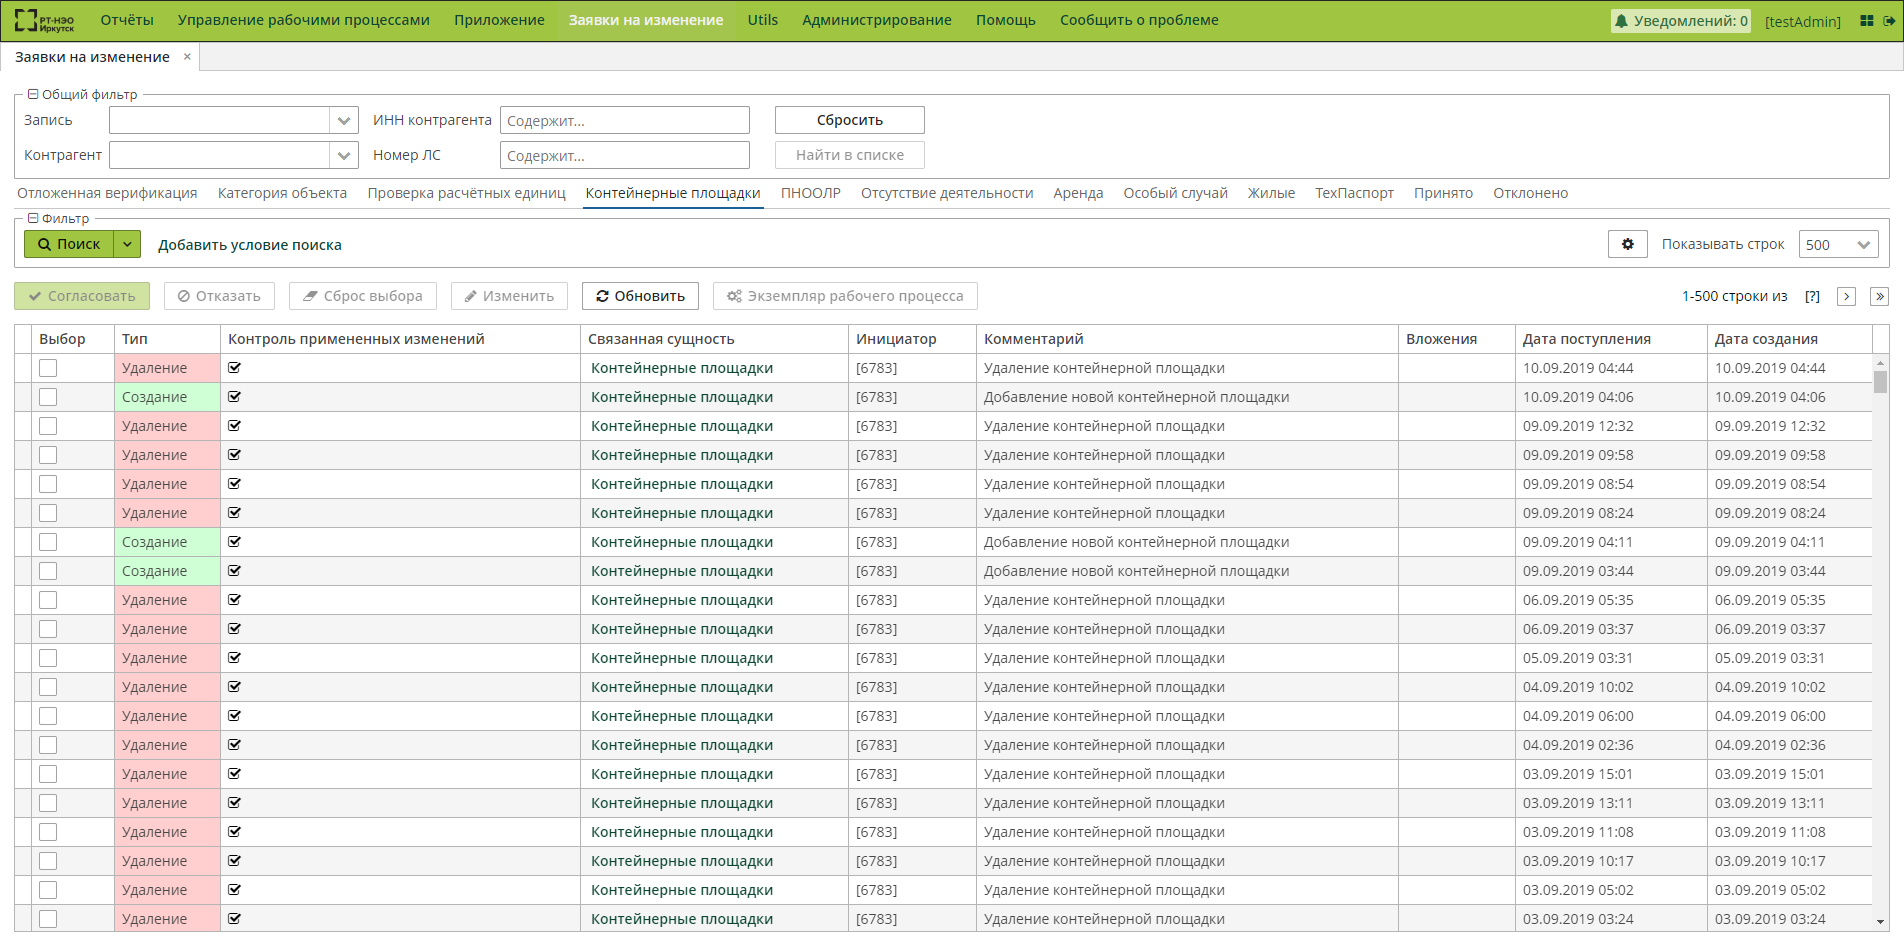 РТ-НЭО Иркутск Отчёты Управление рабочими процессами Приложение Заявки на изменение Utils Администрирование Помощь Сообщить о проблеме Уведомлений: 0 [testAdmin]
Заявки на изменение ×
Общий фильтр
Запись ИНН контрагента Содержит... Сбросить
Контрагент Номер ЛС Содержит... Найти в списке
Отложенная верификация Категория объекта Проверка расчётных единиц Контейнерные площадки ПНООЛР Отсутствие деятельности Аренда Особый случай Жилые ТехПаспорт Принято Отклонено
Фильтр
Поиск Добавить условие поиска Показывать строк 500
Согласовать Отказать Сброс выбора Изменить Обновить Экземпляр рабочего процесса 1-500 строки из [?]
Выбор Тип Контроль примененных изменений Связанная сущность Инициатор Комментарий Вложения Дата поступления Дата создания
Удаление Контейнерные площадки [6783] Удаление контейнерной площадки 10.09.2019 04:44 10.09.2019 04:44
Создание Контейнерные площадки [6783] Добавление новой контейнерной площадки 10.09.2019 04:06 10.09.2019 04:06
Удаление Контейнерные площадки [6783] Удаление контейнерной площадки 09.09.2019 12:32 09.09.2019 12:32
Удаление Контейнерные площадки [6783] Удаление контейнерной площадки 09.09.2019 09:58 09.09.2019 09:58
Удаление Контейнерные площадки [6783] Удаление контейнерной площадки 09.09.2019 08:54 09.09.2019 08:54
Удаление Контейнерные площадки [6783] Удаление контейнерной площадки 09.09.2019 08:24 09.09.2019 08:24
Создание Контейнерные площадки [6783] Добавление новой контейнерной площадки 09.09.2019 04:11 09.09.2019 04:11
Создание Контейнерные площадки [6783] Добавление новой контейнерной площадки 09.09.2019 03:44 09.09.2019 03:44
Удаление Контейнерные площадки [6783] Удаление контейнерной площадки 06.09.2019 05:35 06.09.2019 05:35
Удаление Контейнерные площадки [6783] Удаление контейнерной площадки 06.09.2019 03:37 06.09.2019 03:37
Удаление Контейнерные площадки [6783] Удаление контейнерной площадки 05.09.2019 03:31 05.09.2019 03:31
Удаление Контейнерные площадки [6783] Удаление контейнерной площадки 04.09.2019 10:02 04.09.2019 10:02
Удаление Контейнерные площадки [6783] Удаление контейнерной площадки 04.09.2019 06:00 04.09.2019 06:00
Удаление Контейнерные площадки [6783] Удаление контейнерной площадки 04.09.2019 02:36 04.09.2019 02:36
Удаление Контейнерные площадки [6783] Удаление контейнерной площадки 03.09.2019 15:01 03.09.2019 15:01
Удаление Контейнерные площадки [6783] Удаление контейнерной площадки 03.09.2019 13:11 03.09.2019 13:11
Удаление Контейнерные площадки [6783] Удаление контейнерной площадки 03.09.2019 11:08 03.09.2019 11:08
Удаление Контейнерные площадки [6783] Удаление контейнерной площадки 03.09.2019 10:17 03.09.2019 10:17
Удаление Контейнерные площадки [6783] Удаление контейнерной площадки 03.09.2019 05:02 03.09.2019 05:02
Удаление Контейнерные площадки [6783] Удаление контейнерной площадки 03.09.2019 03:24 03.09.2019 03:24